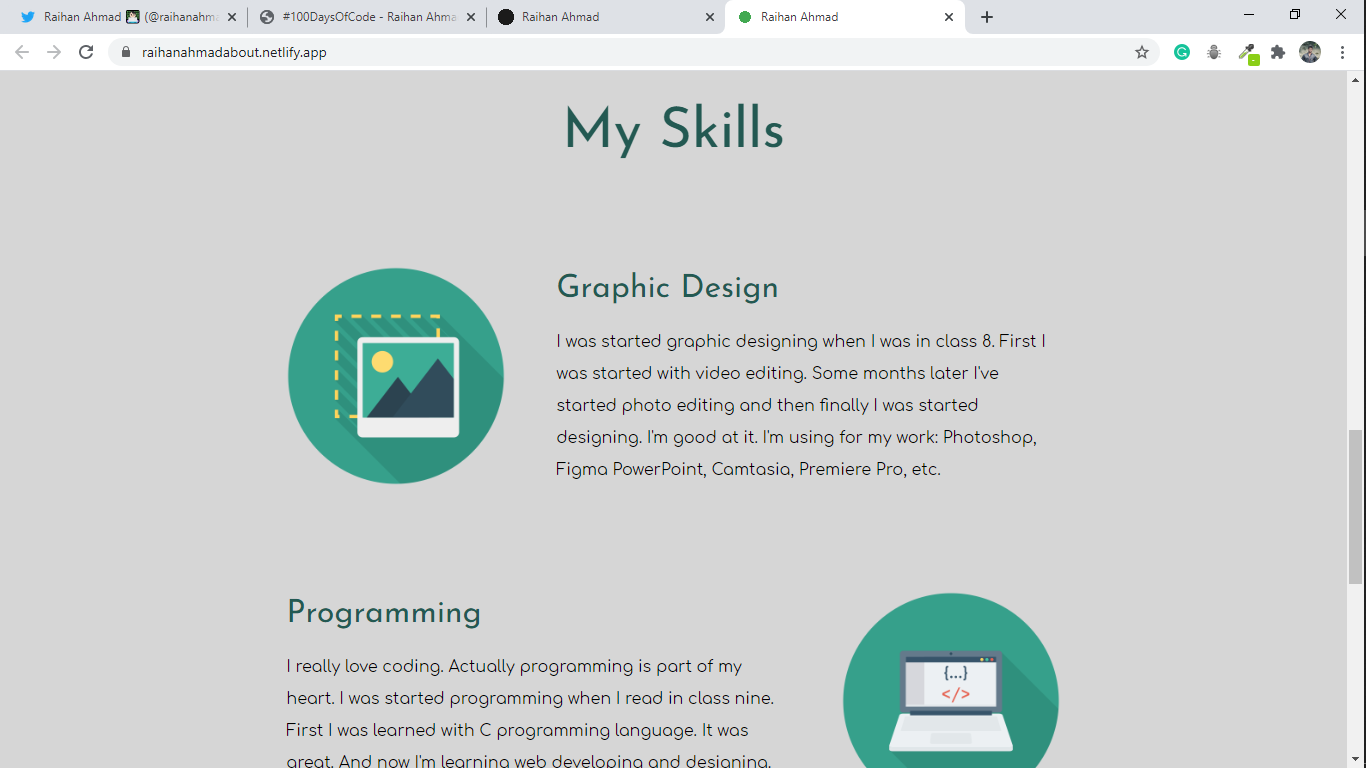 Raihan Ahmad (@raihanahma
#100DaysOfCode - Raihan Ahma
Raihan Ahmad
Raihan Ahmad
raihanahmadabout.netlify.app
My Skills
Graphic Design
I was started graphic designing when I was in class 8. First I
was started with video editing. Some months later I've
started photo editing and then finally I was started
designing. I'm good at it. I'm using for my work: Photoshop,
Figma PowerPoint, Camtasia, Premiere Pro, etc.
Programming
I really love coding. Actually programming is part of my
heart. I was started programming when I read in class nine.
First I was learned with C programming language. It was
great. And now I'm learning web developing and designing.
{...}
</>